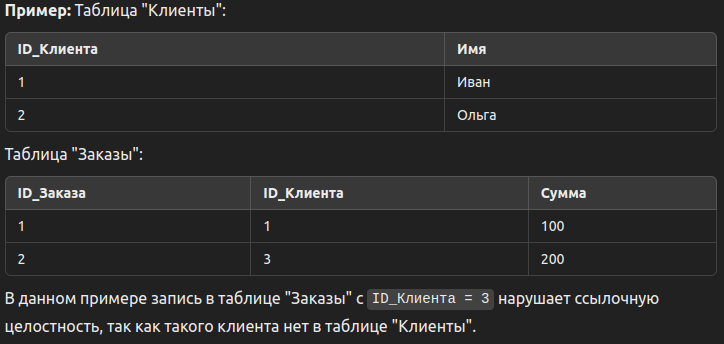 Пример: Таблица "Клиенты":
ID_Клиента Имя
1 Иван
2 Ольга
Таблица "Заказы":
ID_Заказа ID_Клиента Сумма
1 1 100
2 3 200
В данном примере запись в таблице "Заказы" с ID_Клиента = 3 нарушает ссылочную
целостность, так как такого клиента нет в таблице "Клиенты".